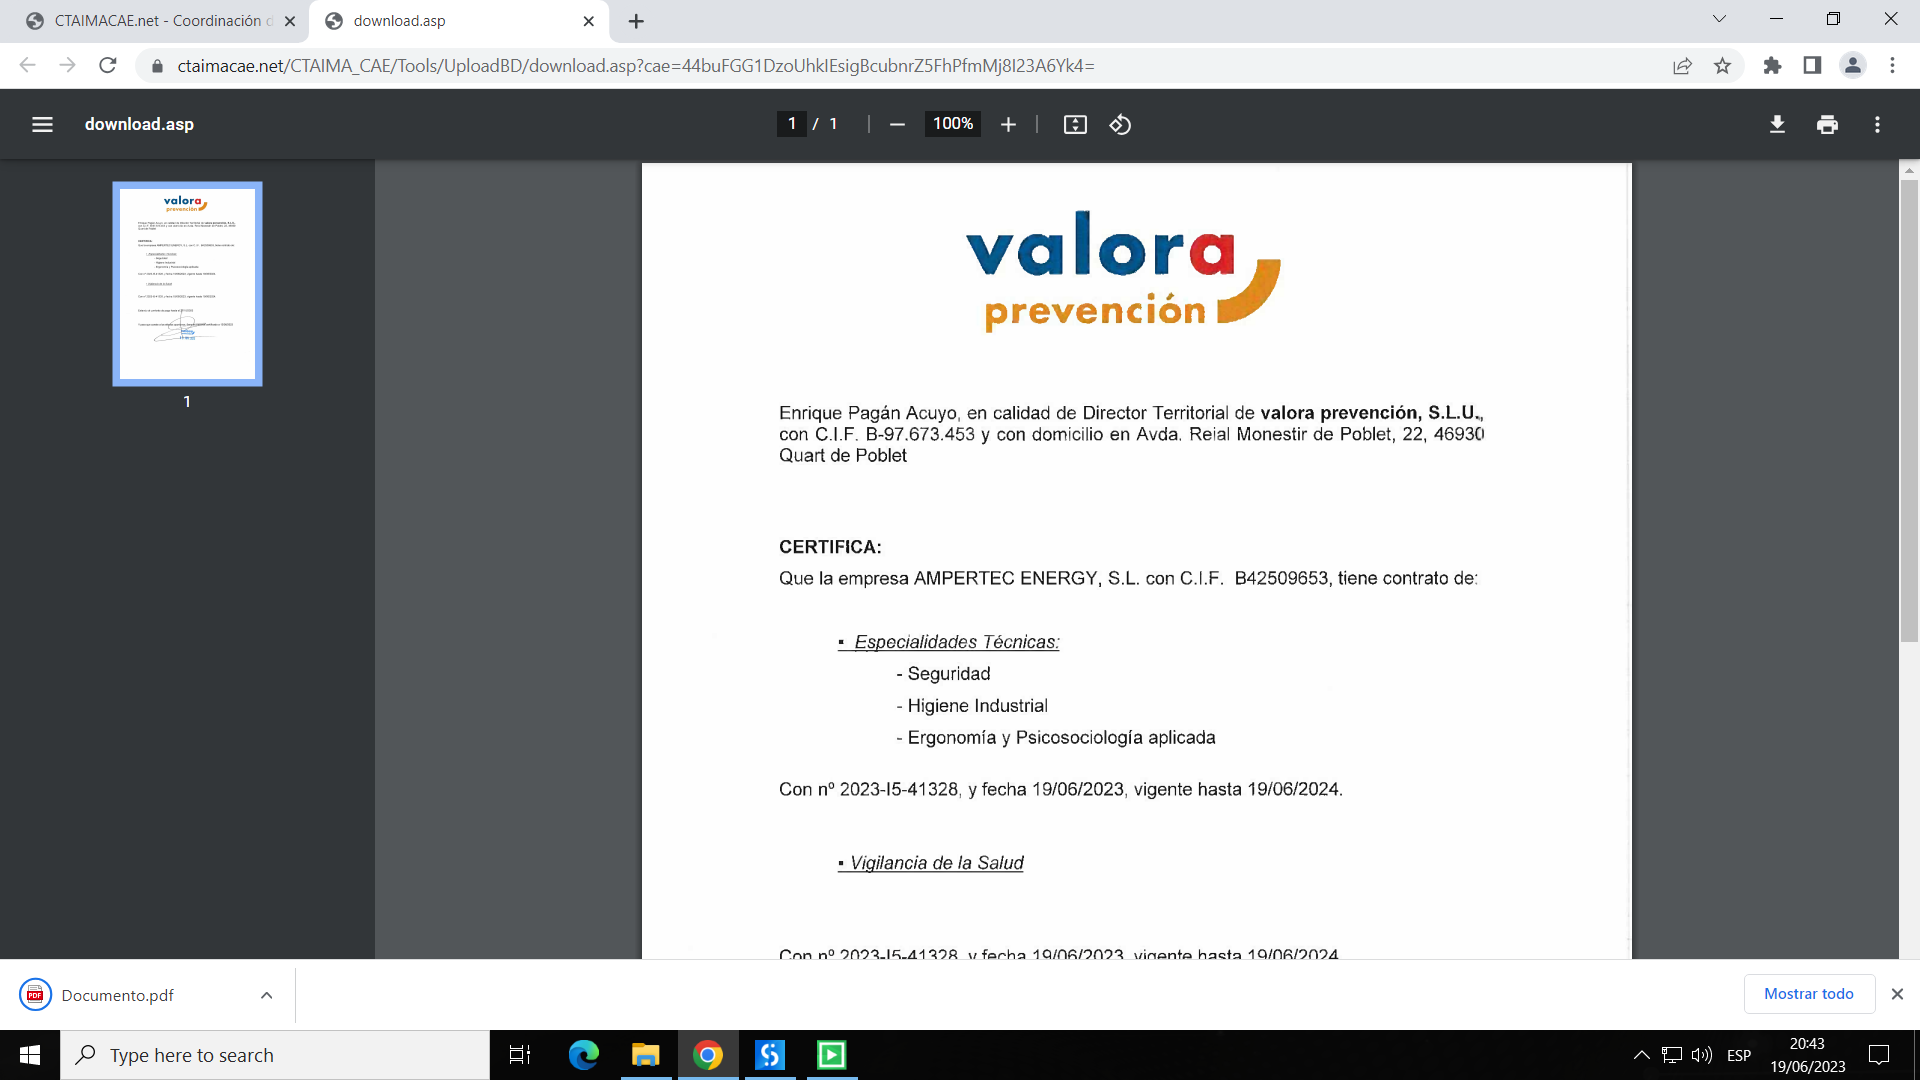 CTAIMACAE.net - Coordinación d
download.asp
ctaimacae.net/CTAIMA_CAE/Tools/UploadBD/download.asp?cae=44buFGG1DzoUhkIEsigBcubnrZ5FhPfmMj8I23A6Yk4=
download.asp
1 / 1
100%
1
valora
prevención
Enrique Pagán Acuyo, en calidad de Director Territorial de valora prevención, S.L.U.,
con C.I.F. B-97.673.453 y con domicilio en Avda. Reial Monestir de Poblet, 22, 46930
Quart de Poblet
CERTIFICA:
Que la empresa AMPERTEC ENERGY, S.L. con C.I.F. B42509653, tiene contrato de:
▪ Especialidades Técnicas:
- Seguridad
- Higiene Industrial
- Ergonomía y Psicosociología aplicada
Con nº 2023-I5-41328, y fecha 19/06/2023, vigente hasta 19/06/2024.
▪ Vigilancia de la Salud
Con nº 2023-I5-41328, y fecha 19/06/2023, vigente hasta 19/06/2024
Documento.pdf
Mostrar todo
Type here to search
ESP
20:43
19/06/2023